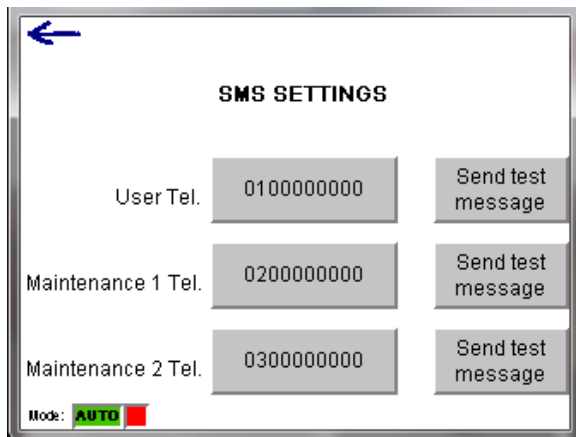 SMS SETTINGS
User Tel. 0100000000 Send test
message
Maintenance 1 Tel. 0200000000 Send test
message
Maintenance 2 Tel. 0300000000 Send test
message
Mode: AUTO